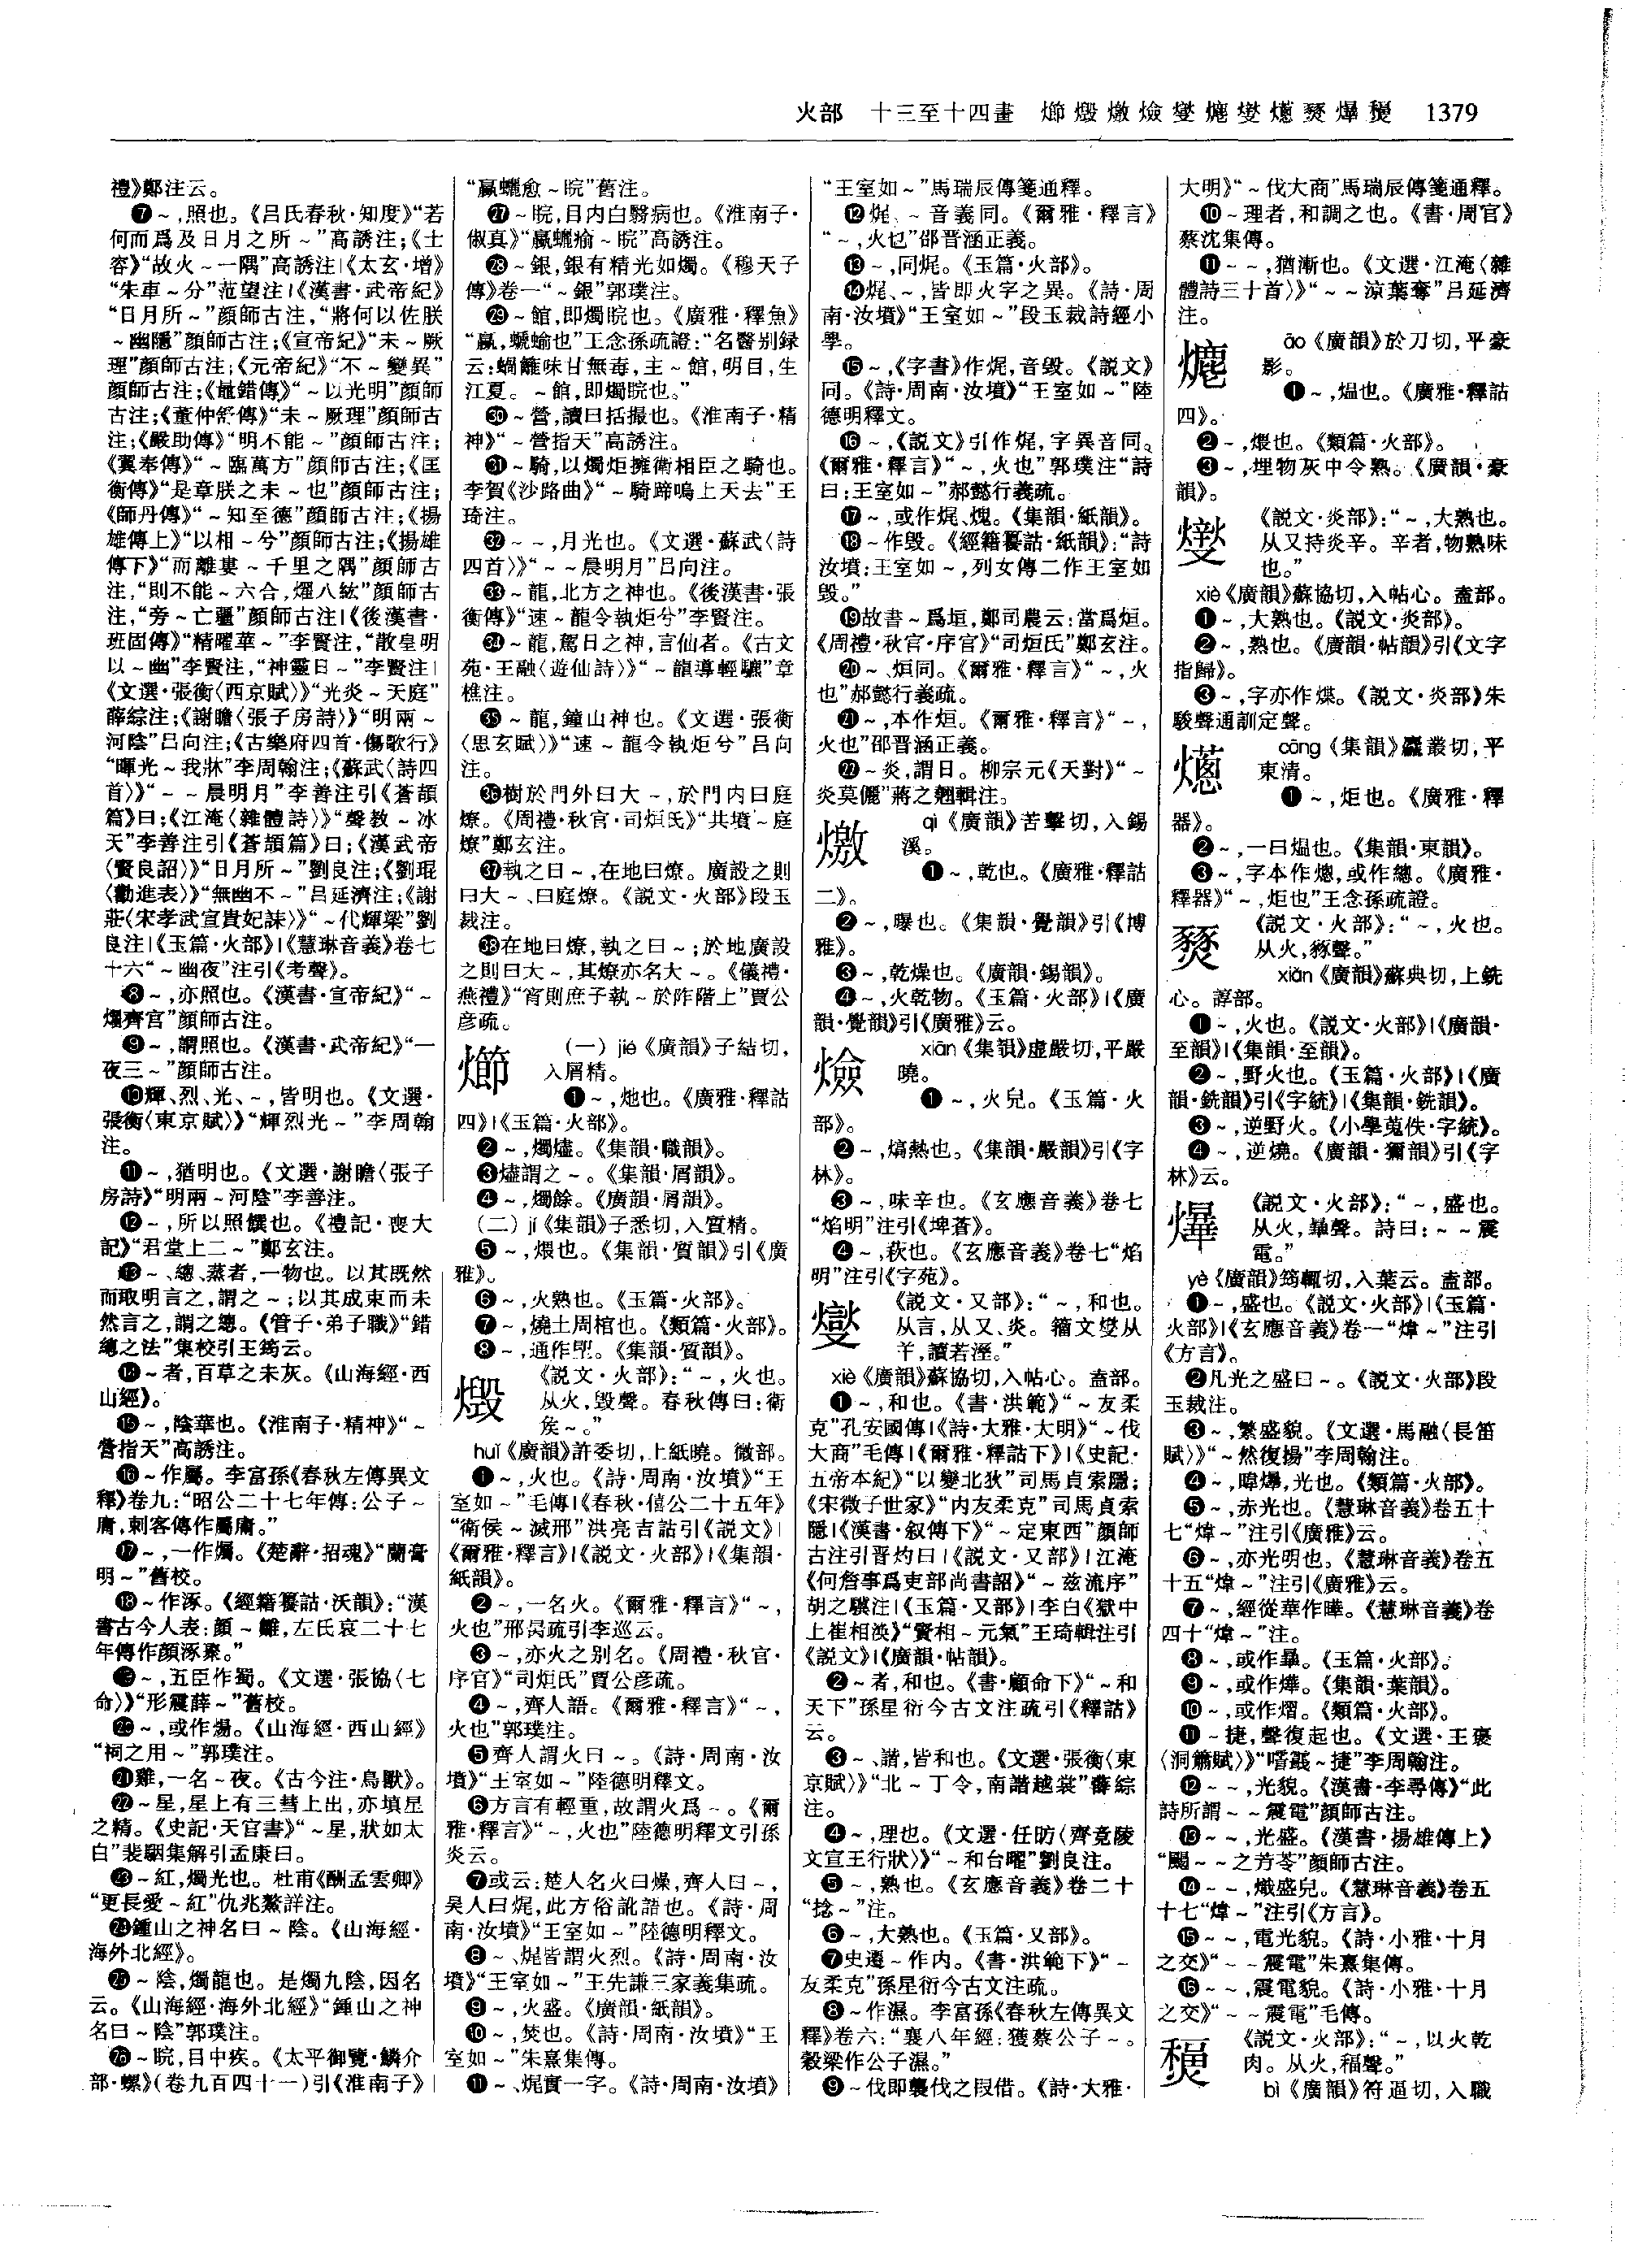 火部　十三至十四畫　㸅燬燉爁燮爊燮熜燹爗䊧　1379
禮》鄭注云。
❼～,照也。《吕氏春秋·知度》“若
何而爲及日月之所～”高誘注;《士
容》“故火～一隅”高誘注|《太玄·增》
“朱車～分”范望注|《漢書·武帝紀》
“日月所～”顔師古注,“將何以佐朕
～幽隱”顔師古注;《宣帝紀》“未～厥
理”顔師古注;《元帝紀》“不～變異”
顔師古注;《鼂錯傳》“～以光明”顔師
古注;《董仲舒傳》“未～厥理”顔師古
注;《嚴助傳》“明不能～”顔師古注;
《翼奉傳》“～臨萬方”顔師古注;《匡
衡傳》“是章朕之未～也”顔師古注;
《師丹傳》“～知至德”顔師古注;《揚
雄傳上》“以相～兮”顔師古注;《揚雄
傳下》“而離婁～千里之隅”顔師古
注,“則不能～六合,燿八紘”顔師古
注,“旁～亡疆”顔師古注|《後漢書·
班固傳》“精曜華～”李賢注,“散皇明
以～幽”李賢注,“神靈日～”李賢注|
《文選·張衡〈西京賦〉》“光炎～天庭”
薛綜注;《謝瞻〈張子房詩〉》“明兩～
河陰”吕向注;《古樂府四首·傷歌行》
“暉光～我牀”李周翰注;《蘇武〈詩四
首〉》“～～晨明月”李善注引《蒼頡
篇》曰;《江淹〈雜體詩〉》“聲教～冰
天”李善注引《蒼頡篇》曰;《漢武帝
〈賢良詔〉》“日月所～”劉良注;《劉琨
〈勸進表〉》“無幽不～”吕延濟注;《謝
莊〈宋孝武宣貴妃誄〉》“～代輝梁”劉
良注|《玉篇·火部》|《慧琳音義》卷七
十六“～幽夜”注引《考聲》。
❽～,亦照也。《漢書·宣帝紀》“～
燿齊宫”顔師古注。
❾～,謂照也。《漢書·武帝紀》“一
夜三～”顔師古注。
❿輝、烈、光、～,皆明也。《文選·
張衡〈東京賦〉》“輝烈光～”李周翰
注。
⓫～,猶明也。《文選·謝瞻〈張子
房詩》“明兩～河陰”李善注。
⓬～,所以照饌也。《禮記·喪大
記》“君堂上二～”鄭玄注。
⓭～、總、蒸者,一物也。以其既然
而取明言之,謂之～;以其成束而未
然言之,謂之總。《管子·弟子職》“錯
總之法”集校引王筠云。
⓮～者,百草之未灰。《山海經·西
山經》。
⓯～,陰華也。《淮南子·精神》“～
營指天”高誘注。
⓰～作屬。李富孫《春秋左傳異文
釋》卷九:“昭公二十七年傳:公子～
庸,刺客傳作屬庸。”
⓱～,一作爥。《楚辭·招魂》“蘭膏
明～”舊校。
⓲～作涿。《經籍籑詁·沃韻》:“漢
書古今人表:顔～雛,左氏哀二十七
年傳作顔涿聚。”
⓳～,五臣作蜀。《文選·張協〈七
命〉》“形震薛～”舊校。
⓴～,或作煬。《山海經·西山經》
“祠之用～”郭璞注。
㉑雞,一名～夜。《古今注·鳥獸》。
㉒～星,星上有三彗上出,亦填星
之精。《史記·天官書》“～星,狀如太
白”裴駰集解引孟康曰。
㉓～紅,燭光也。杜甫《酬孟雲卿》
“更長愛～紅”仇兆鰲詳注。
㉔鍾山之神名曰～陰。《山海經·
海外北經》。
㉕～陰,燭龍也。是燭九陰,因名
云。《山海經·海外北經》“鍾山之神
名曰～陰”郭璞注。
㉖～睆,目中疾。《太平御覽·鱗介
部·螺》(卷九百四十一)引《淮南子》
“蠃蠬愈～睆”舊注。
㉗～睆,目内白翳病也。《淮南子·
俶真》“蠃蠬瘉～睆”高誘注。
㉘～銀,銀有精光如燭。《穆天子
傳》卷一“～銀”郭璞注。
㉙～館,即燭睆也。《廣雅·釋魚》
“蠃,蠬蝓也”王念孫疏證:“名醫别録
云:蝸籬味甘無毒,主～館,明目,生
江夏。～館,即燭睆也。”
㉚～營,讀曰括撮也。《淮南子·精
神》“～營指天”高誘注。
㉛～騎,以燭炬擁衛相臣之騎也。
李賀《沙路曲》“～騎蹄鳴上天去”王
琦注。
㉜～～,月光也。《文選·蘇武〈詩
四首〉》“～～晨明月”吕向注。
㉝～龍,北方之神也。《後漢書·張
衡傳》“速～龍令執炬兮”李賢注。
㉞～龍,駕日之神,言仙者。《古文
苑·王融〈遊仙詩〉》“～龍導輕驪”章
樵注。
㉟～龍,鐘山神也。《文選·張衡
〈思玄賦〉》“速～龍令執炬兮”吕向
注。
㊱樹於門外曰大～,於門内曰庭
燎。《周禮·秋官·司烜氏》“共墳～庭
燎”鄭玄注。
㊲執之曰～,在地曰燎。廣設之則
曰大～、曰庭燎。《説文·火部》段玉
裁注。
㊳在地曰燎,執之曰～;於地廣設
之則曰大～,其燎亦名大～。《儀禮·
燕禮》“宵則庶子執～於阼階上”賈公
彦疏。
㸅　(一) jié《廣韻》子結切,
入屑精。
❶～,灺也。《廣雅·釋詁
四》|《玉篇·火部》。
❷～,燭燼。《集韻·職韻》。
❸燼謂之～。《集韻·屑韻》。
❹～,燭餘。《廣韻·屑韻》。
(二) jí《集韻》子悉切,入質精。
❺～,煨也。《集韻·質韻》引《廣
雅》。
❻～,火熟也。《玉篇·火部》。
❼～,燒土周棺也。《類篇·火部》。
❽～,通作堲。《集韻·質韻》。
燬　《説文·火部》:“～,火也。
从火,毁聲。春秋傳曰:衛
侯～。”
huǐ《廣韻》許委切,上紙曉。微部。
❶～,火也。《詩·周南·汝墳》“王
室如～”毛傳|《春秋·僖公二十五年》
“衛侯～滅邢”洪亮吉詁引《説文》|
《爾雅·釋言》|《説文·火部》|《集韻·
紙韻》。
❷～,一名火。《爾雅·釋言》“～,
火也”邢昺疏引李巡云。
❸～,亦火之别名。《周禮·秋官·
序官》“司烜氏”賈公彦疏。
❹～,齊人語。《爾雅·釋言》“～,
火也”郭璞注。
❺齊人謂火曰～。《詩·周南·汝
墳》“王室如～”陸德明釋文。
❻方言有輕重,故謂火爲～。《爾
雅·釋言》“～,火也”陸德明釋文引孫
炎云。
❼或云:楚人名火曰燥,齊人曰～,
吴人曰焜,此方俗訛語也。《詩·周
南·汝墳》“王室如～”陸德明釋文。
❽～、焜皆謂火烈。《詩·周南·汝
墳》“王室如～”王先謙三家義集疏。
❾～,火盛。《廣韻·紙韻》。
❿～,焚也。《詩·周南·汝墳》“王
室如～”朱熹集傳。
⓫～、焜實一字。《詩·周南·汝墳》
“王室如～”馬瑞辰傳箋通釋。
⓬焜、～音義同。《爾雅·釋言》
“～,火也”邵晋涵正義。
⓭～,同焜。《玉篇·火部》。
⓮焜、～,皆即火字之異。《詩·周
南·汝墳》“王室如～”段玉裁詩經小
學。
⓯～,《字書》作焜,音毁。《説文》
同。《詩·周南·汝墳》“王室如～”陸
德明釋文。
⓰～,《説文》引作焜,字異音同。
《爾雅·釋言》“～,火也”郭璞注“詩
曰:王室如～”郝懿行義疏。
⓱～,或作焜、塊。《集韻·紙韻》。
⓲～作毁。《經籍籑詁·紙韻》:“詩
汝墳:王室如～,列女傳二作王室如
毁。”
⓳故書～爲垣,鄭司農云:當爲烜。
《周禮·秋官·序官》“司烜氏”鄭玄注。
⓴～、烜同。《爾雅·釋言》“～,火
也”郝懿行義疏。
㉑～,本作烜。《爾雅·釋言》“～,
火也”邵晋涵正義。
㉒～炎,謂日。柳宗元《天對》“～
炎莫儷”蔣之翹輯注。
燩　qì《廣韻》苦擊切,入錫
溪。
❶～,乾也。《廣雅·釋詁
二》。
❷～,曝也。《集韻·覺韻》引《博
雅》。
❸～,乾燥也。《廣韻·錫韻》。
❹～,火乾物。《玉篇·火部》|《廣
韻·覺韻》引《廣雅》云。
燫　xiān《集韻》虚嚴切,平嚴
曉。
❶～,火皃。《玉篇·火
部》。
❷～,熇熱也。《集韻·嚴韻》引《字
林》。
❸～,味辛也。《玄應音義》卷七
“焰明”注引《埤蒼》。
❹～,菸也。《玄應音義》卷七“焰
明”注引《字苑》。
燮　《説文·又部》:“～,和也。
从言,从又、炎。籀文燮从
𢆉,讀若溼。”
xiè《廣韻》蘇協切,入帖心。盍部。
❶～,和也。《書·洪範》“～友柔
克”孔安國傳|《詩·大雅·大明》“～伐
大商”毛傳|《爾雅·釋詁下》|《史記·
五帝本紀》“以變北狄”司馬貞索隱;
《宋微子世家》“内友柔克”司馬貞索
隱|《漢書·叙傳下》“～定東西”顔師
古注引晋灼曰|《説文·又部》|江淹
《何詹事爲吏部尚書詔》“～兹流序”
胡之驥注|《玉篇·又部》|李白《獄中
上崔相涣》“賢相～元氣”王琦輯注引
《説文》|《廣韻·帖韻》。
❷～者,和也。《書·顧命下》“～和
天下”孫星衍今古文注疏引《釋詁》
云。
❸～、諧,皆和也。《文選·張衡〈東
京賦〉》“北～丁令,南諧越裳”薛綜
注。
❹～,理也。《文選·任昉〈齊竟陵
文宣王行狀〉》“～和台曜”劉良注。
❺～,熟也。《玄應音義》卷二十
“捻～”注。
❻～,大熟也。《玉篇·又部》。
❼史遷～作内。《書·洪範下》“～
友柔克”孫星衍今古文注疏。
❽～作濕。李富孫《春秋左傳異文
釋》卷六:“襄八年經:獲蔡公子～。
穀梁作公子濕。”
❾～伐即襲伐之叚借。《詩·大雅·
大明》“～伐大商”馬瑞辰傳箋通釋。
❿～理者,和調之也。《書·周官》
蔡沈集傳。
⓫～～,猶漸也。《文選·江淹〈雜
體詩三十首〉》“～～涼葉奪”吕延濟
注。
爊　āo《廣韻》於刀切,平豪
影。
❶～,煴也。《廣雅·釋詁
四》。
❷～,煨也。《類篇·火部》。
❸～,埋物灰中令熟。《廣韻·豪
韻》。
燮　《説文·炎部》:“～,大熟也。
从又持炎辛。辛者,物熟味
也。”
xiè《廣韻》蘇協切,入帖心。盍部。
❶～,大熟也。《説文·炎部》。
❷～,熟也。《廣韻·帖韻》引《文字
指歸》。
❸～,字亦作煠。《説文·炎部》朱
駿聲通訓定聲。
熜　cōng《集韻》麤叢切,平
東清。
❶～,炬也。《廣雅·釋
器》。
❷～,一曰煴也。《集韻·東韻》。
❸～,字本作熜,或作總。《廣雅·
釋器》“～,炬也”王念孫疏證。
燹　《説文·火部》:“～,火也。
从火,豩聲。”
xiǎn《廣韻》蘇典切,上銑
心。諄部。
❶～,火也。《説文·火部》|《廣韻·
至韻》|《集韻·至韻》。
❷～,野火也。《玉篇·火部》|《廣
韻·銑韻》引《字統》|《集韻·銑韻》。
❸～,逆野火。《小學蒐佚·字統》。
❹～,逆燒。《廣韻·獮韻》引《字
林》云。
爗　《説文·火部》:“～,盛也。
从火,曅聲。詩曰:～～震
電。”
yè《廣韻》筠輒切,入葉云。盍部。
❶～,盛也。《説文·火部》|《玉篇·
火部》|《玄應音義》卷一“煒～”注引
《方言》。
❷凡光之盛曰～。《説文·火部》段
玉裁注。
❸～,繁盛貌。《文選·馬融〈長笛
賦〉》“～然復揚”李周翰注。
❹～,暐爗,光也。《類篇·火部》。
❺～,亦光也。《慧琳音義》卷五十
七“煒～”注引《廣雅》云。
❻～,亦光明也。《慧琳音義》卷五
十五“煒～”注引《廣雅》云。
❼～,經從華作曄。《慧琳音義》卷
四十“煒～”注。
❽～,或作曅。《玉篇·火部》。
❾～,或作燁。《集韻·葉韻》。
❿～,或作熠。《類篇·火部》。
⓫～捷,聲復起也。《文選·王褒
〈洞簫賦〉》“㗱霵～捷”李周翰注。
⓬～～,光貌。《漢書·李尋傳》“此
詩所謂～～震電”顔師古注。
⓭～～,光盛。《漢書·揚雄傳上》
“颺～～之芳苓”顔師古注。
⓮～～,熾盛皃。《慧琳音義》卷五
十七“煒～”注引《方言》。
⓯～～,電光貌。《詩·小雅·十月
之交》“～～震電”朱熹集傳。
⓰～～,震電貌。《詩·小雅·十月
之交》“～～震電”毛傳。
《説文·火部》:“～,以火乾
肉。从火,稫聲。”
bì《廣韻》符逼切,入職